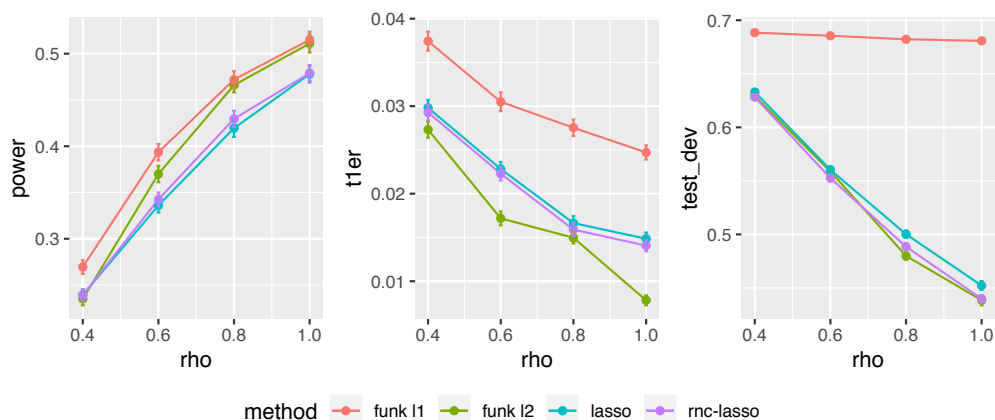 power
0.5
0.4
0.3
0.4 0.6 0.8 1.0
rho
t1er
0.04
0.03
0.02
0.01
0.4 0.6 0.8 1.0
rho
test_dev
0.7
0.6
0.5
0.4 0.6 0.8 1.0
rho
method funk l1 funk l2 lasso rnc-lasso